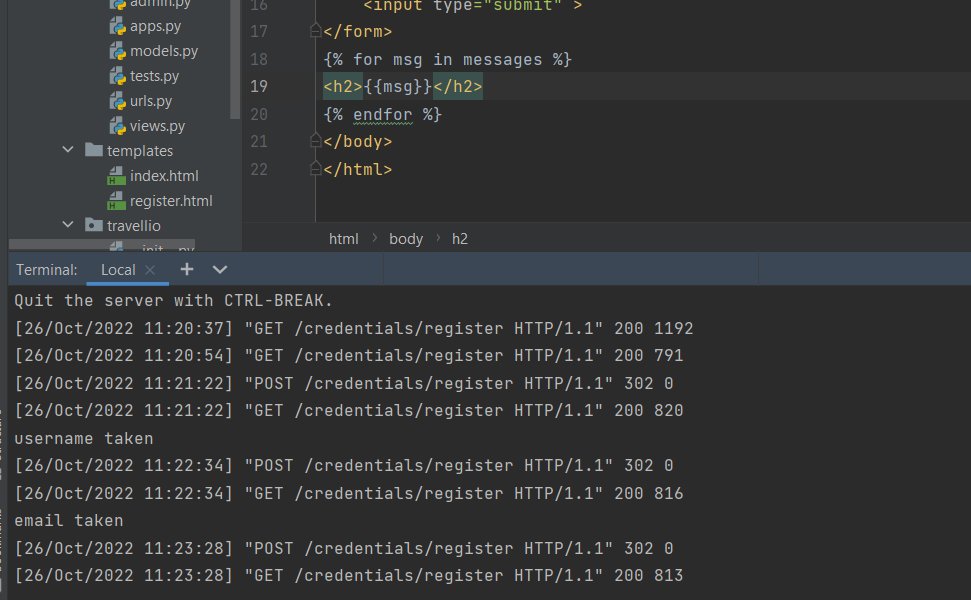 admin.py
apps.py
models.py
tests.py
urls.py
views.py
templates
index.html
register.html
travellio
__init__.py
16 <input type="submit" >
17 </form>
18 {% for msg in messages %}
19 <h2>{{msg}}</h2>
20 {% endfor %}
21 </body>
22 </html>
html > body > h2
Terminal: Local × +
Quit the server with CTRL-BREAK.
[26/Oct/2022 11:20:37] "GET /credentials/register HTTP/1.1" 200 1192
[26/Oct/2022 11:20:54] "GET /credentials/register HTTP/1.1" 200 791
[26/Oct/2022 11:21:22] "POST /credentials/register HTTP/1.1" 302 0
[26/Oct/2022 11:21:22] "GET /credentials/register HTTP/1.1" 200 820
username taken
[26/Oct/2022 11:22:34] "POST /credentials/register HTTP/1.1" 302 0
[26/Oct/2022 11:22:34] "GET /credentials/register HTTP/1.1" 200 816
email taken
[26/Oct/2022 11:23:28] "POST /credentials/register HTTP/1.1" 302 0
[26/Oct/2022 11:23:28] "GET /credentials/register HTTP/1.1" 200 813